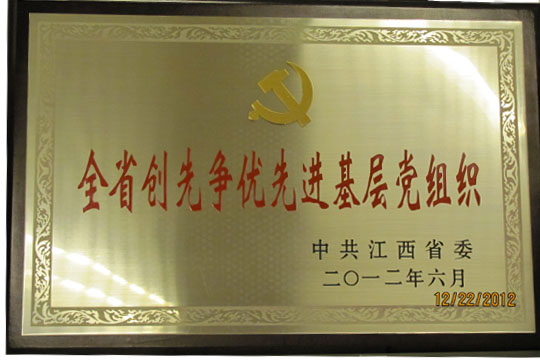 全省创先争优先进基层党组织
中共江西省委
二〇一二年六月
12/22/2012